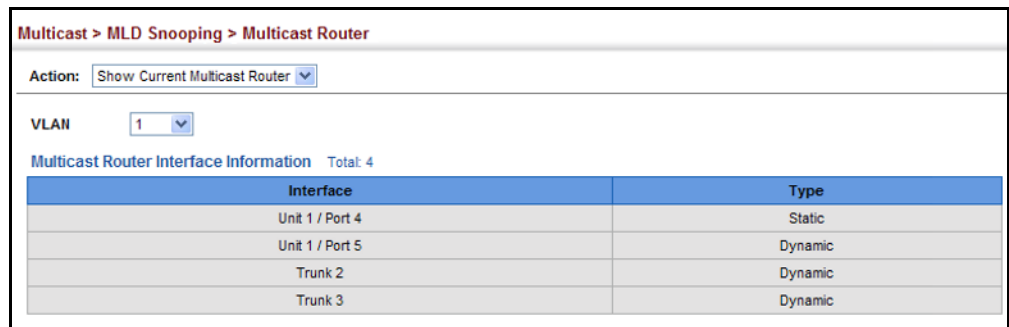 Multicast > MLD Snooping > Multicast Router
Action: Show Current Multicast Router
VLAN 1
Multicast Router Interface Information Total: 4
Interface Type
Unit 1 / Port 4 Static
Unit 1 / Port 5 Dynamic
Trunk 2 Dynamic
Trunk 3 Dynamic